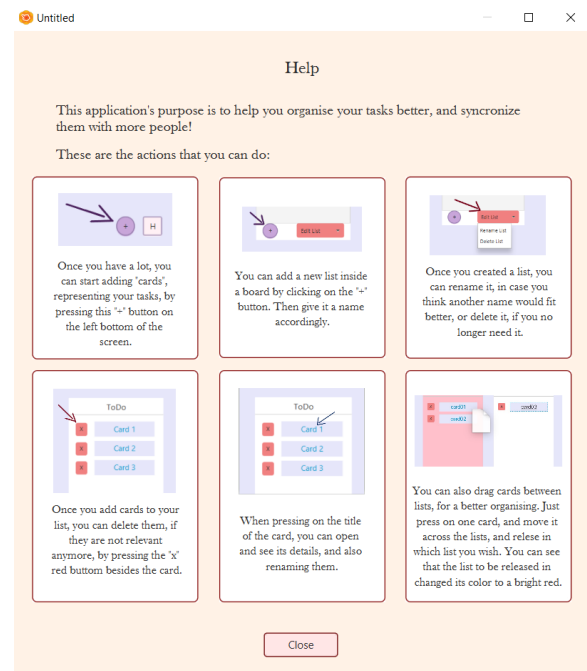 Untitled
Help
This application's purpose is to help you organise your tasks better, and syncronize
them with more people!
These are the actions that you can do:
+
H
Once you have a lot, you
can start adding "cards",
representing your tasks, by
pressing this "+" button on
the left bottom of the
screen.
+
Edit List
You can add a new list inside
a board by clicking on the "+"
button. Then give it a name
accordingly.
+
Edit List
Rename List
Delete List
Once you created a list, you
can rename it, in case you
think another name would fit
better, or delete it, if you no
longer need it.
ToDo
X Card 1
X Card 2
X Card 3
Once you add cards to your
list, you can delete them, if
they are not relevant
anymore, by pressing the "x"
red buttom besides the card.
ToDo
X Card 1
X Card 2
X Card 3
When pressing on the title
of the card, you can open
and see its details, and also
renaming them.
X card01
X card02
X card03
You can also drag cards between
lists, for a better organising. Just
press on one card, and move it
across the lists, and relese in
which list you wish. You can see
that the list to be released in
changed its color to a bright red.
Close